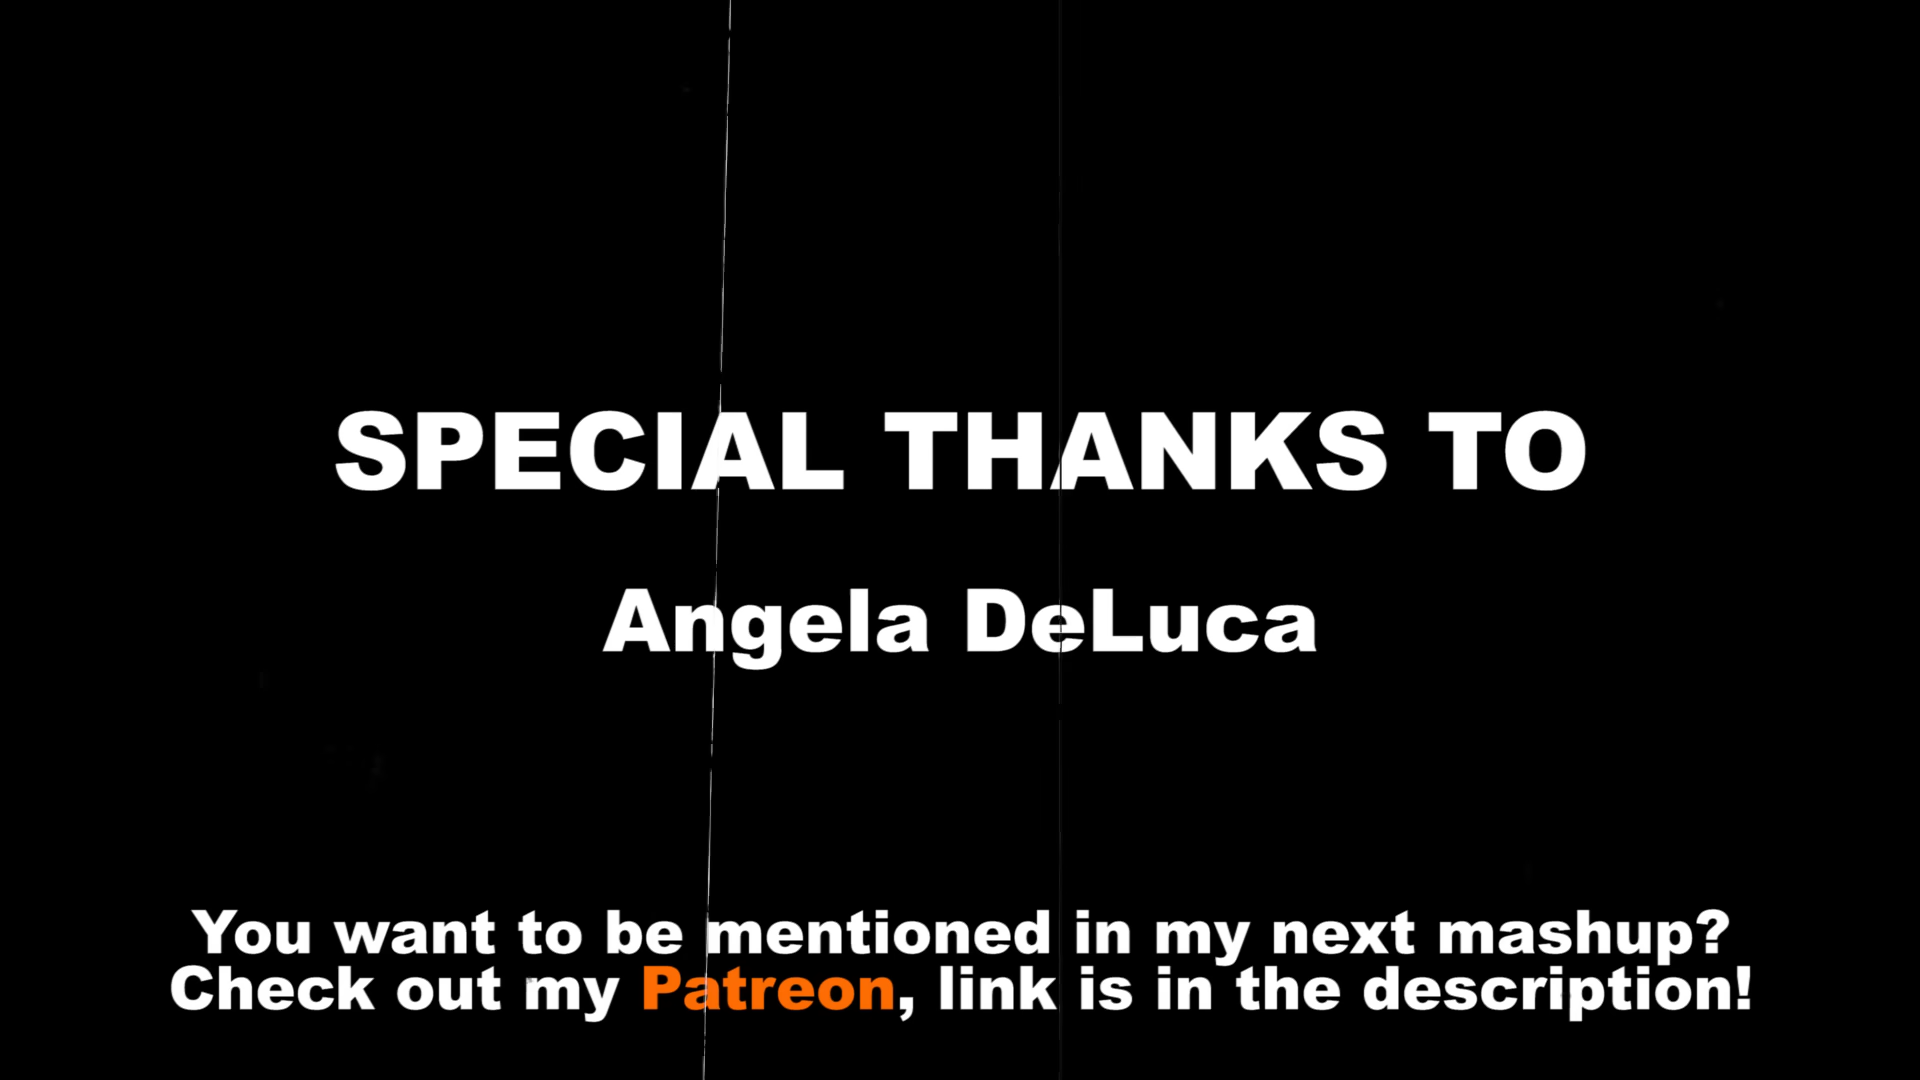 SPECIAL THANKS TO
Angela DeLuca
You want to be mentioned in my next mashup?
Check out my Patreon, link is in the description!